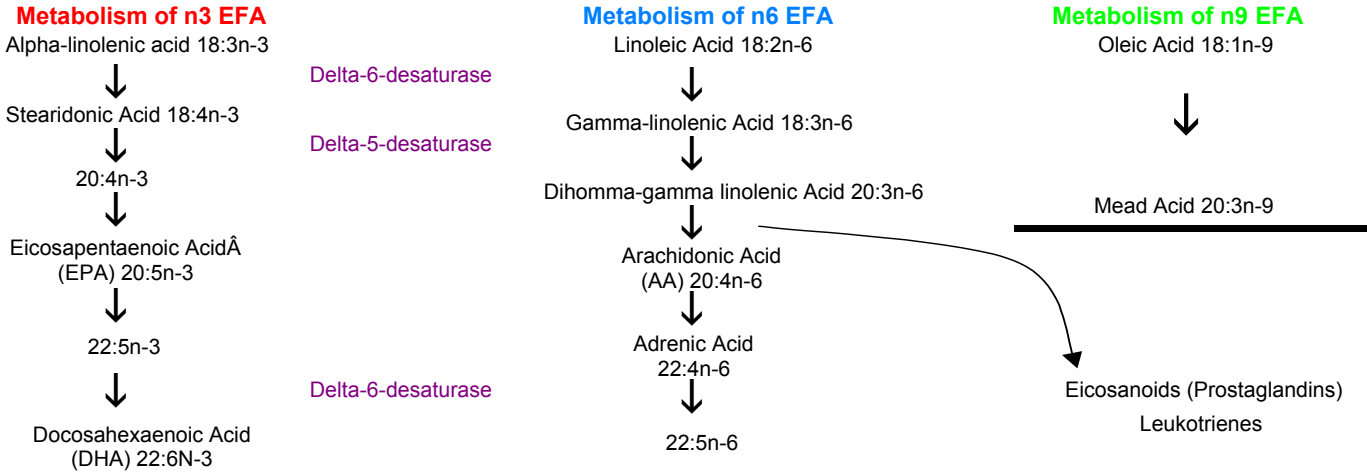 Metabolism of n3 EFA
Alpha-linolenic acid 18:3n-3
Stearidonic Acid 18:4n-3
20:4n-3
Eicosapentaenoic AcidÂ
(EPA) 20:5n-3
22:5n-3
Docosahexaenoic Acid
(DHA) 22:6N-3
Delta-6-desaturase
Delta-5-desaturase
Delta-6-desaturase
Metabolism of n6 EFA
Linoleic Acid 18:2n-6
Gamma-linolenic Acid 18:3n-6
Dihomma-gamma linolenic Acid 20:3n-6
Arachidonic Acid
(AA) 20:4n-6
Adrenic Acid
22:4n-6
22:5n-6
Metabolism of n9 EFA
Oleic Acid 18:1n-9
Mead Acid 20:3n-9
Eicosanoids (Prostaglandins)
Leukotrienes